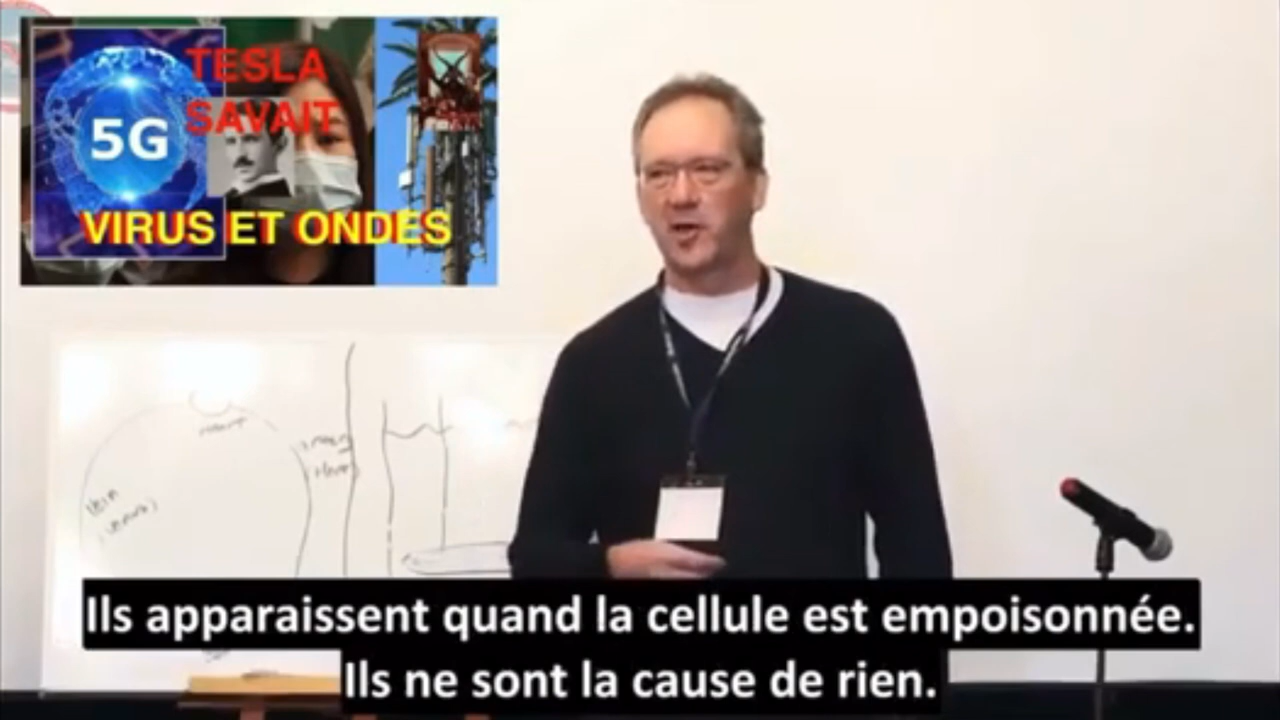 TESLA
5G SAVAIT
VIRUS ET ONDES
Ils apparaissent quand la cellule est empoisonnée.
Ils ne sont la cause de rien.